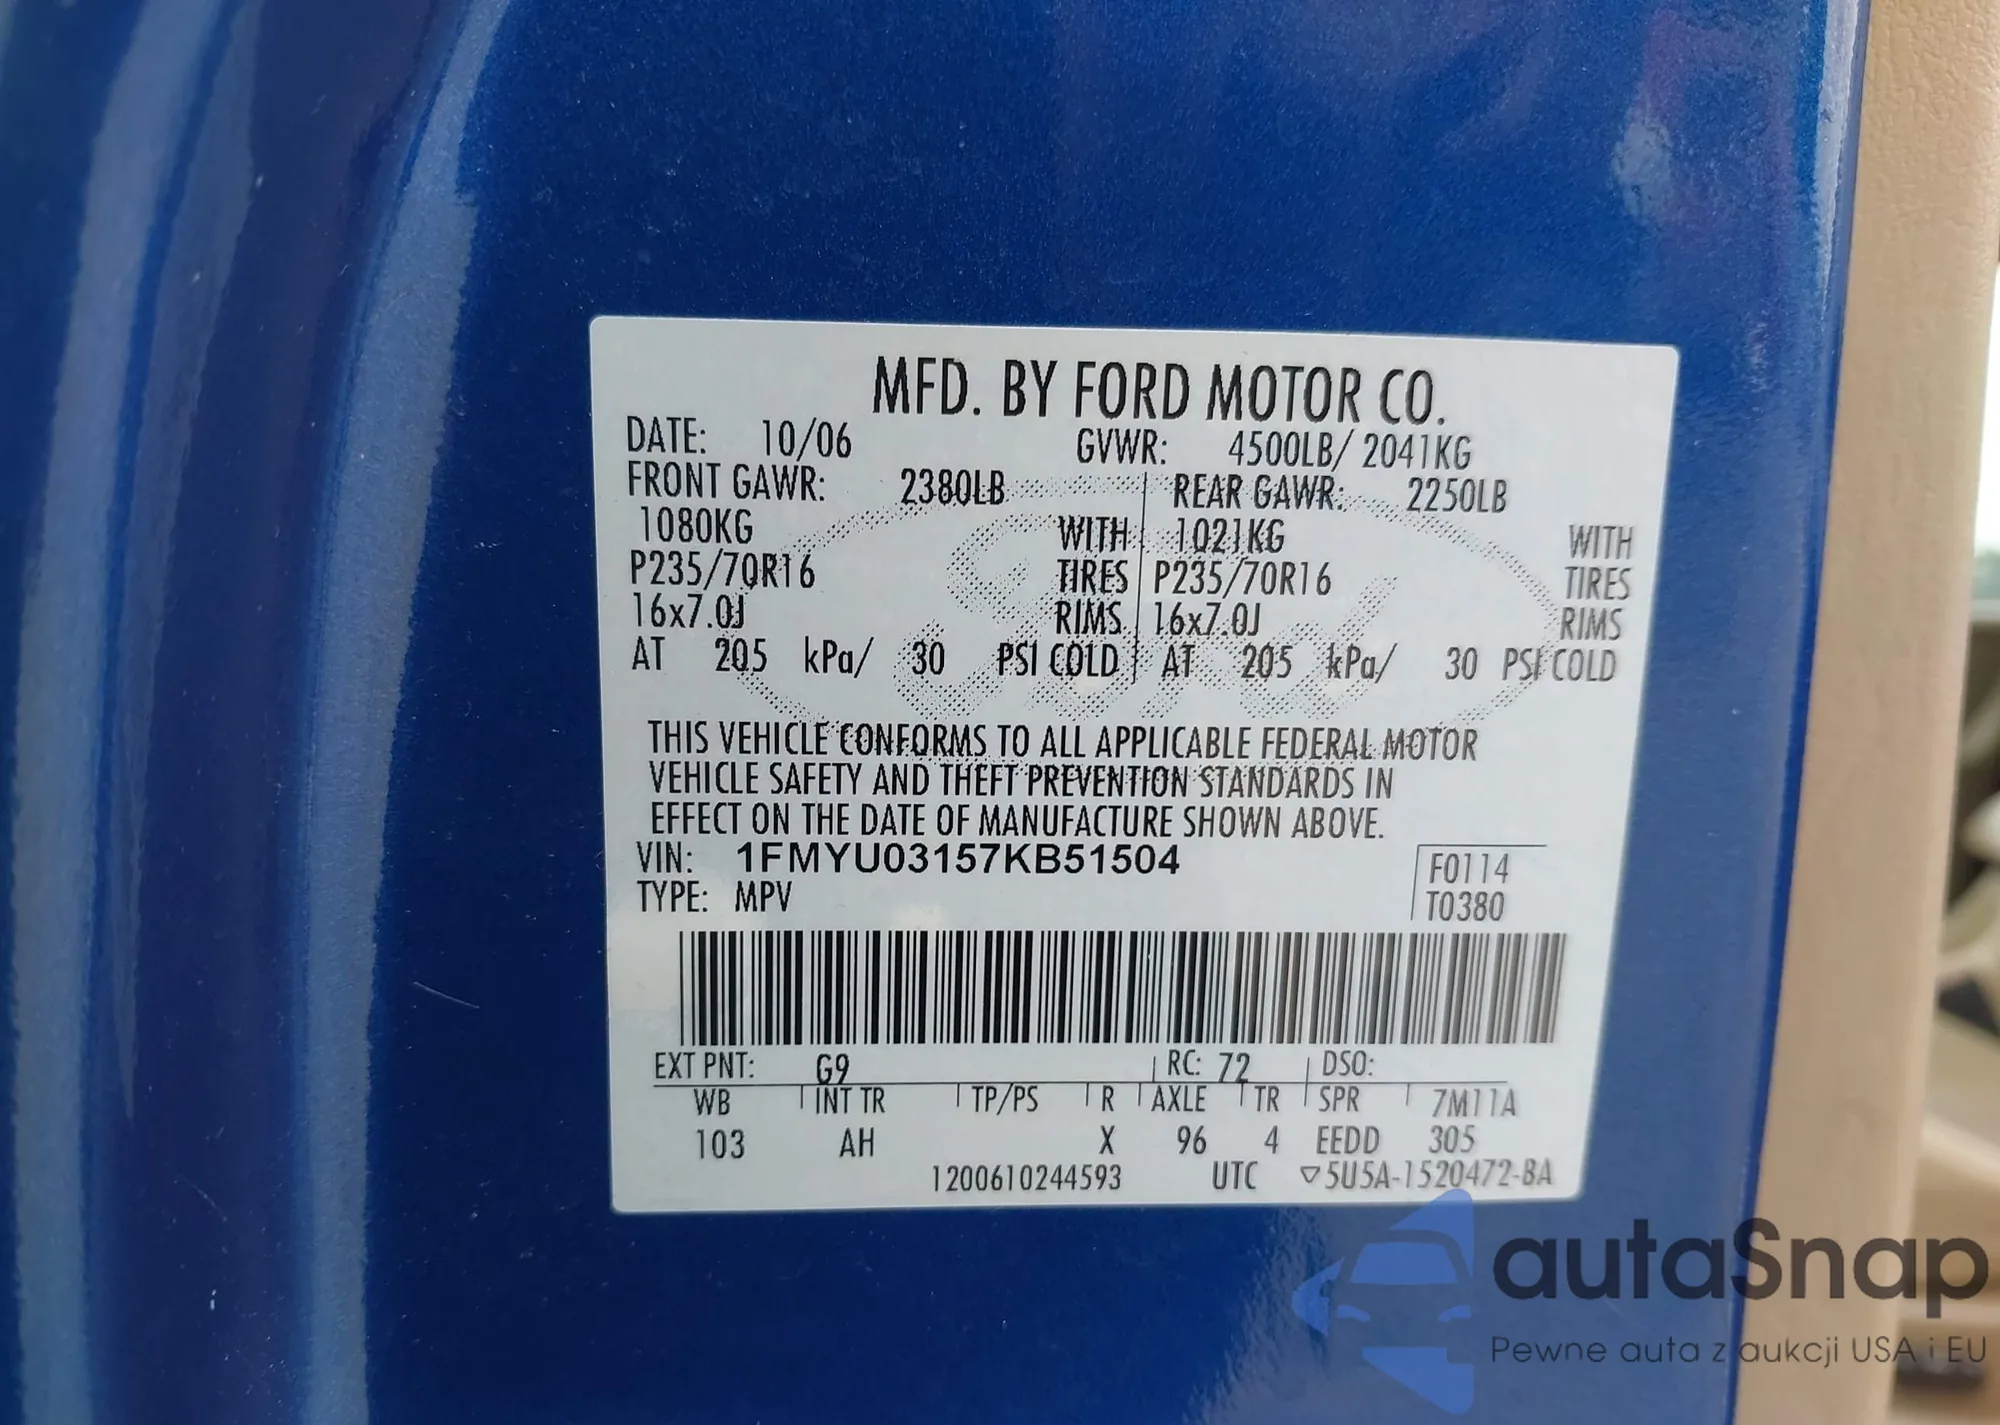 MFD. BY FORD MOTOR CO.
DATE: 10/06 GVWR: 4500LB/ 2041KG
FRONT GAWR: 2380LB REAR GAWR: 2250LB
1080KG WITH 1021KG WITH
P235/70R16 TIRES P235/70R16 TIRES
16x7.0J RIMS 16x7.0J RIMS
AT 205 kPa/ 30 PSI COLD AT 205 kPa/ 30 PSI COLD
THIS VEHICLE CONFORMS TO ALL APPLICABLE FEDERAL MOTOR
VEHICLE SAFETY AND THEFT PREVENTION STANDARDS IN
EFFECT ON THE DATE OF MANUFACTURE SHOWN ABOVE.
VIN: 1FMYU03157KB51504 F0114
TYPE: MPV T0380
EXT PNT: G9 RC: 72 DSO:
WB INT TR TP/PS R AXLE TR SPR 7M11A
103 AH X 96 4 EEDD 305
1200610244593 UTC ▽5U5A-1520472-BA
autaSnap
Pewne auta z aukcji USA i EU